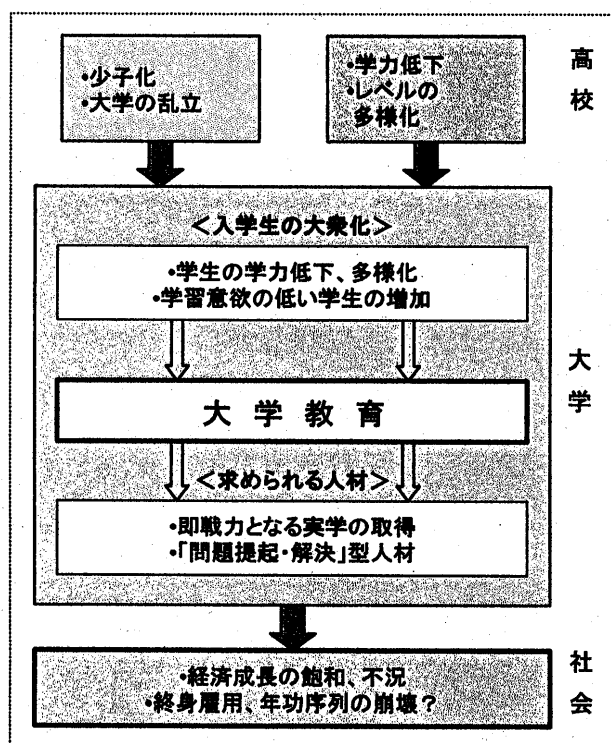 ・少子化
・大学の乱立
・学力低下
・レベルの
多様化
高校
<入学生の大衆化>
・学生の学力低下、多様化
・学習意欲の低い学生の増加
大学教育
大学
<求められる人材>
・即戦力となる実学の取得
・「問題提起・解決」型人材
・経済成長の飽和、不況
・終身雇用、年功序列の崩壊？
社会